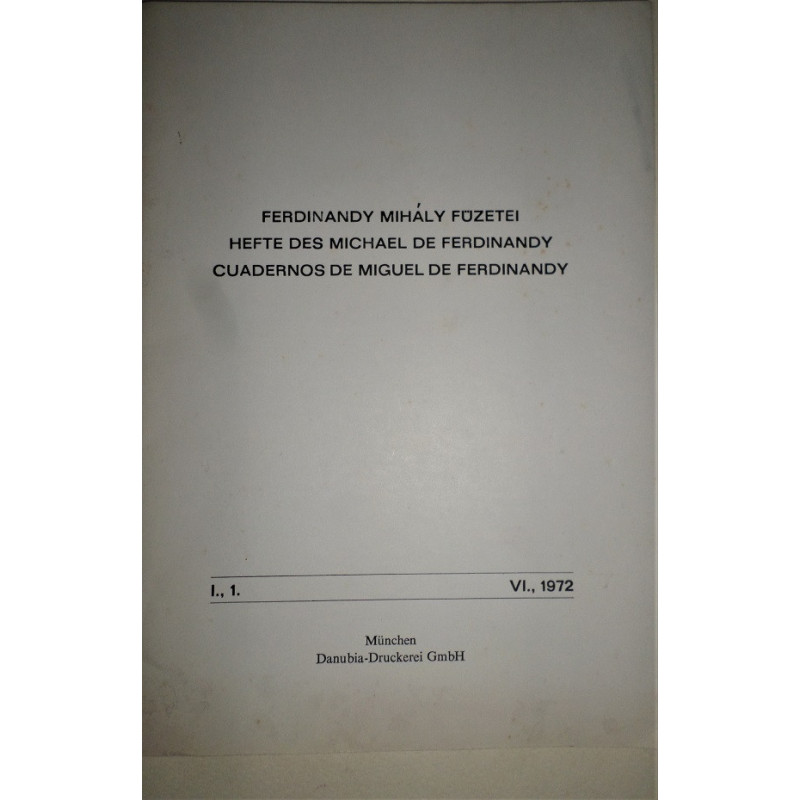 FERDINANDY MIHÁLY FÜZETEI
HEFTE DES MICHAEL DE FERDINANDY
CUADERNOS DE MIGUEL DE FERDINANDY
I., 1. VI., 1972
München
Danubia-Druckerei GmbH